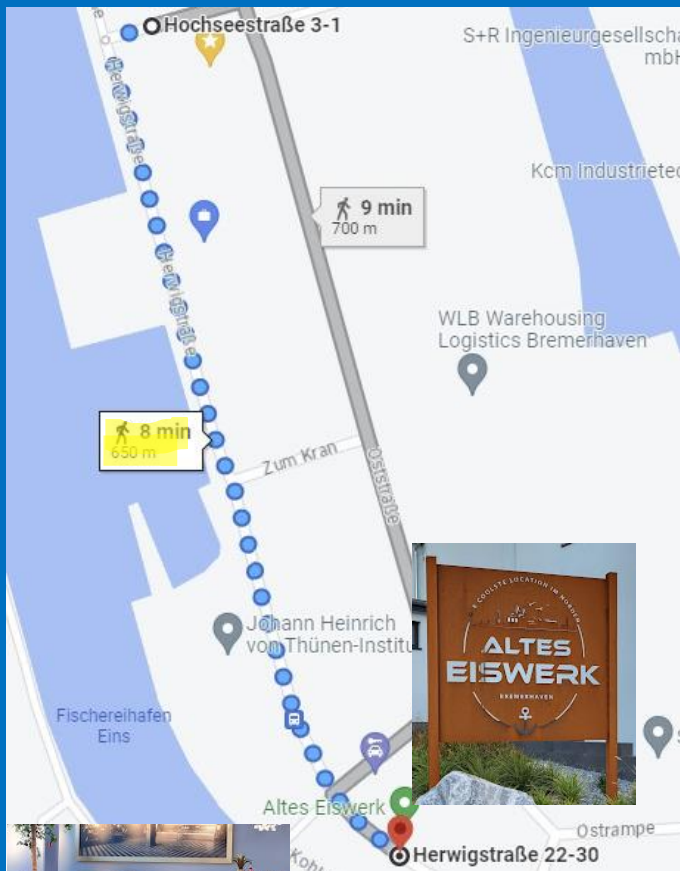 Hochseestraße 3-1
S+R Ingenieurgesellscha
mbH
Herwigstraße
Kcm Industrietec
9 min
700 m
Herwigstraße
WLB Warehousing
Logistics Bremerhaven
8 min
650 m
Zum Kran
Oststraße
Johann Heinrich
von Thünen-Institu
COOLSTE LOCATION IM NORDEN
ALTES
EISWERK
BREMERHAVEN
Fischereihafen
Eins
Altes Eiswerk
Ostrampe
Herwigstraße 22-30